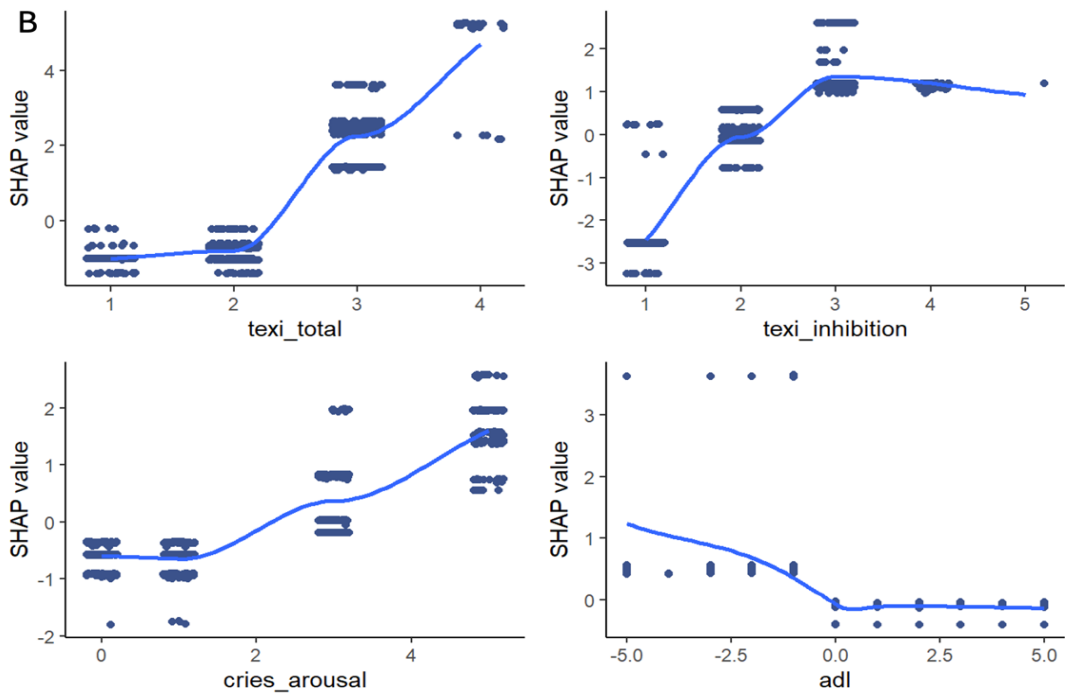 B
SHAP value
4
2
0
1 2 3 4
texi_total
SHAP value
2
1
0
-1
-2
-3
1 2 3 4 5
texi_inhibition
SHAP value
2
1
0
-1
-2
0 2 4
cries_arousal
SHAP value
3
2
1
0
-5.0 -2.5 0.0 2.5 5.0
adl